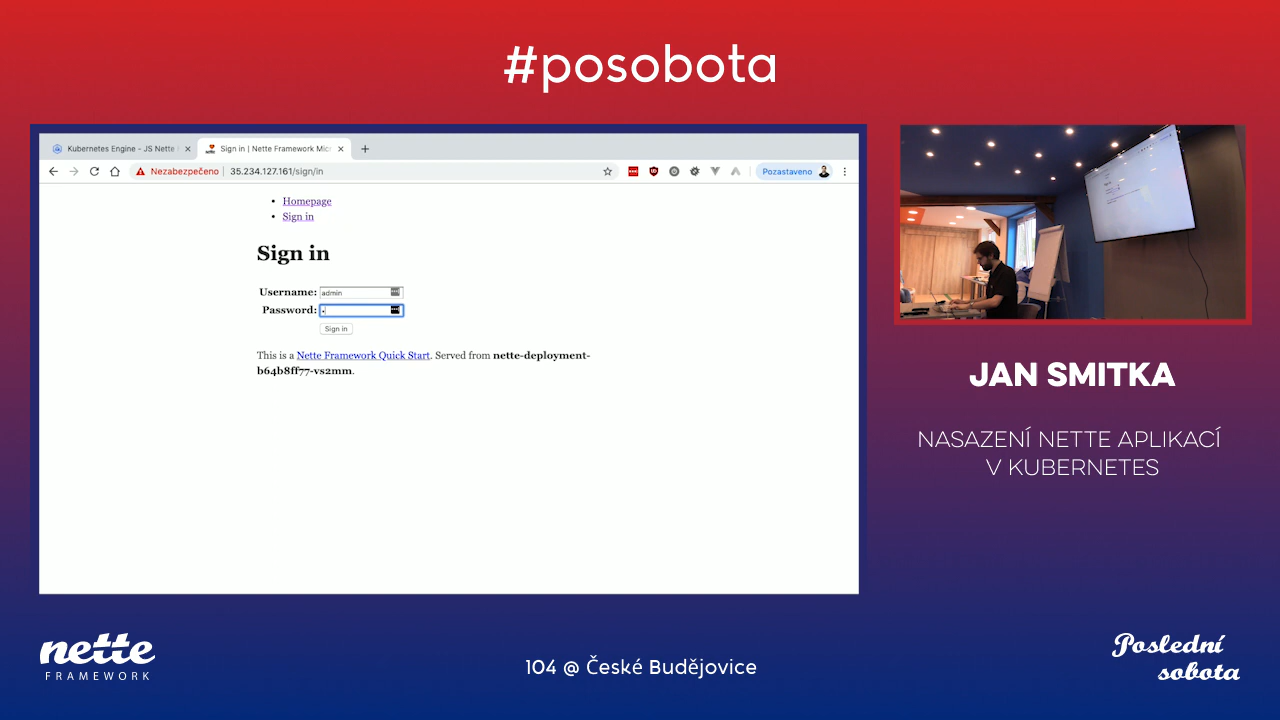 #posobota
Kubernetes Engine - JS Nette
Sign in | Nette Framework Micr
Nezabezpečeno
35.234.127.161/sign/in
Pozastaveno
Homepage
Sign in
Sign in
Username: admin
Password:
Sign in
This is a Nette Framework Quick Start. Served from nette-deployment-
b64b8ff77-vs2mm.
JAN SMITKA
NASAZENÍ NETTE APLIKACÍ
V KUBERNETES
nette
FRAMEWORK
104 @ České Budějovice
Poslední
sobota